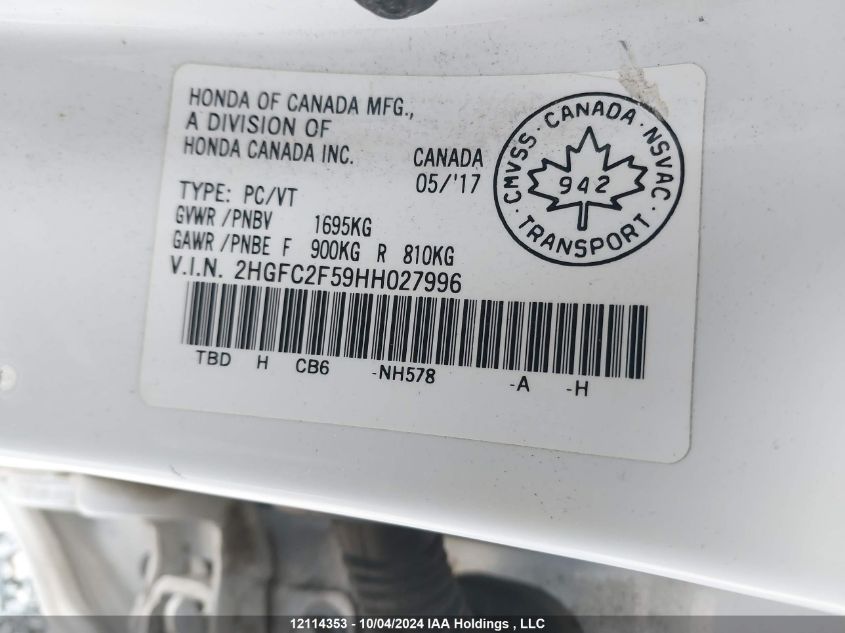 HONDA OF CANADA MFG.,
A DIVISION OF
HONDA CANADA INC.
CANADA
05/'17
TYPE: PC/VT
GVWR /PNBV 1695KG
GAWR /PNBE F 900KG R 810KG
V.I.N. 2HGFC2F59HH027996
TBD H CB6 -NH578 -A -H
CMVSS · CANADA · NSVAC ·
942
TRANSPORT
12114353 - 10/04/2024 IAA Holdings , LLC